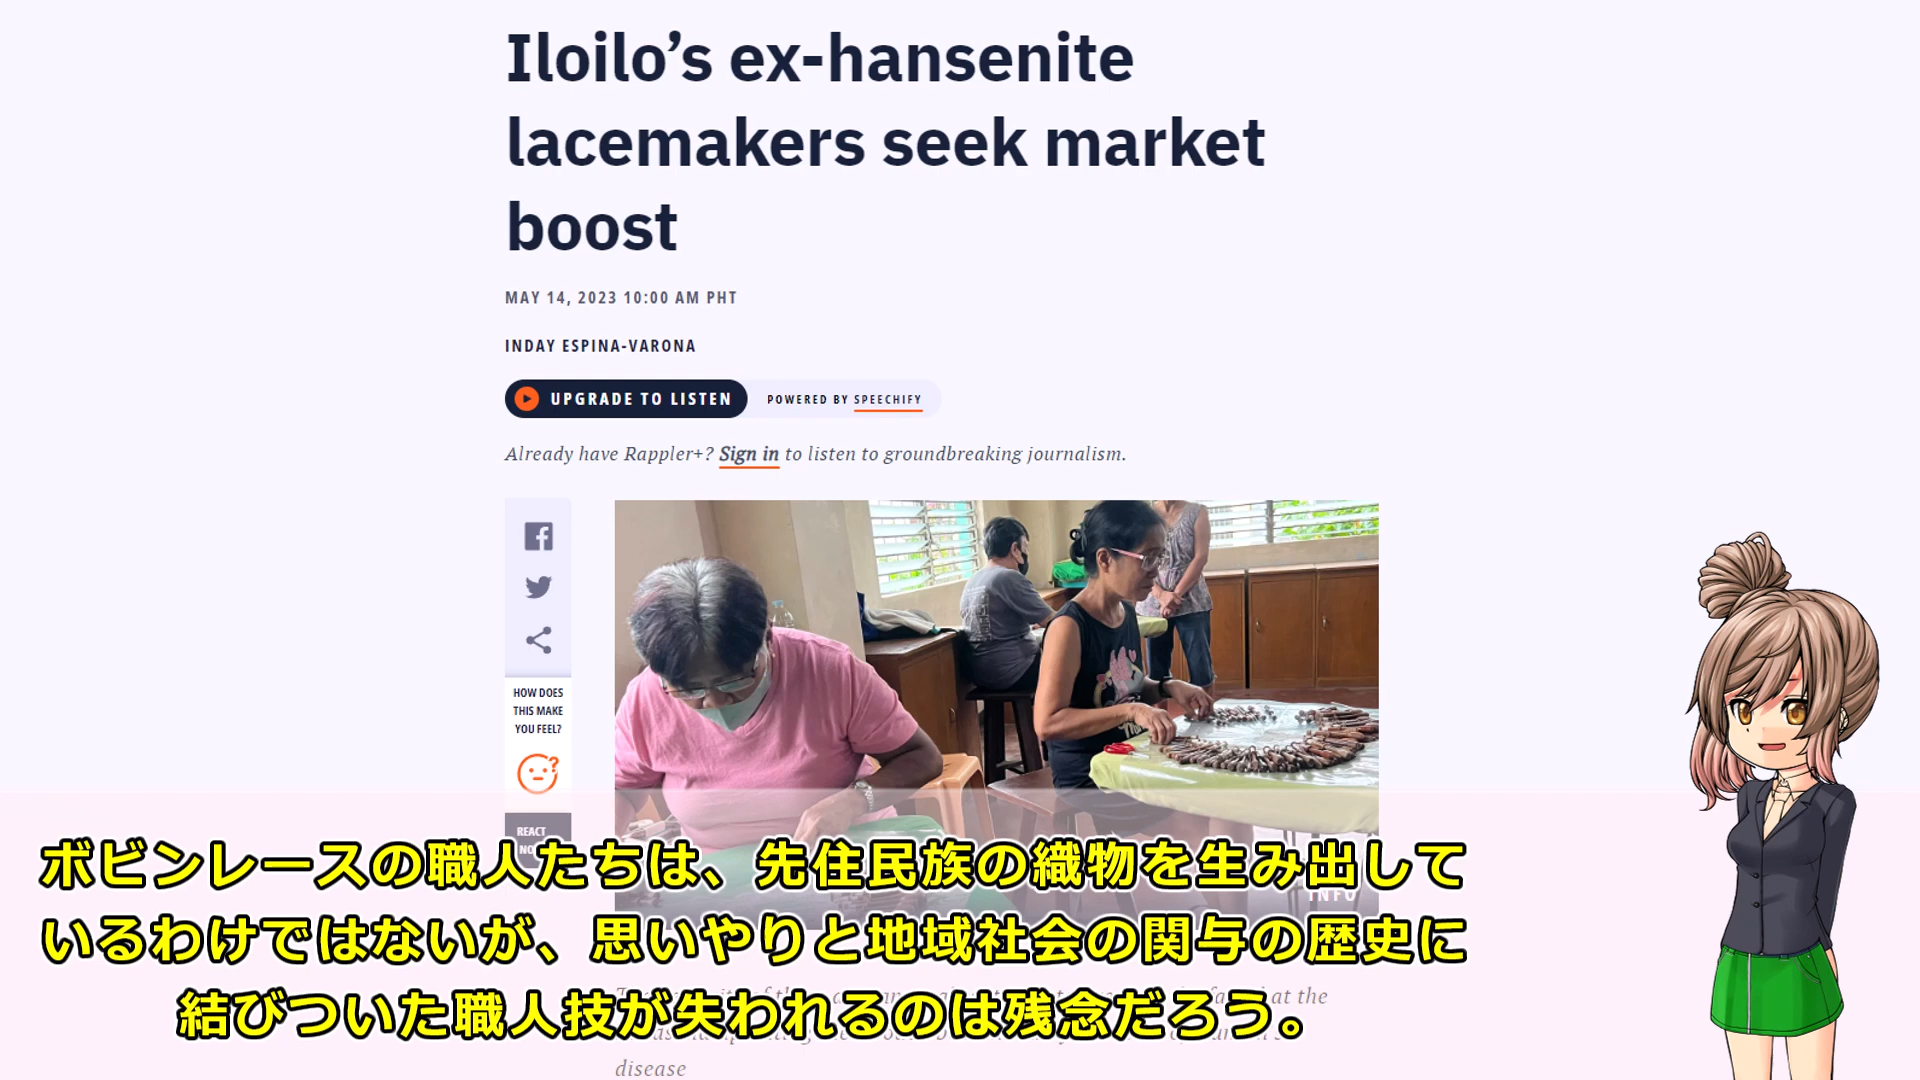 Iloilo’s ex-hansenite
lacemakers seek market
boost
MAY 14, 2023 10:00 AM PHT
INDAY ESPINA-VARONA
UPGRADE TO LISTEN
POWERED BY SPEECHIFY
Already have Rappler+? Sign in to listen to groundbreaking journalism.
HOW DOES
THIS MAKE
YOU FEEL?
REACT
INFO
ボビンレースの職人たちは、先住民族の織物を生み出して
いるわけではないが、思いやりと地域社会の関与の歴史に
結びついた職人技が失われるのは残念だろう。
at the
disease